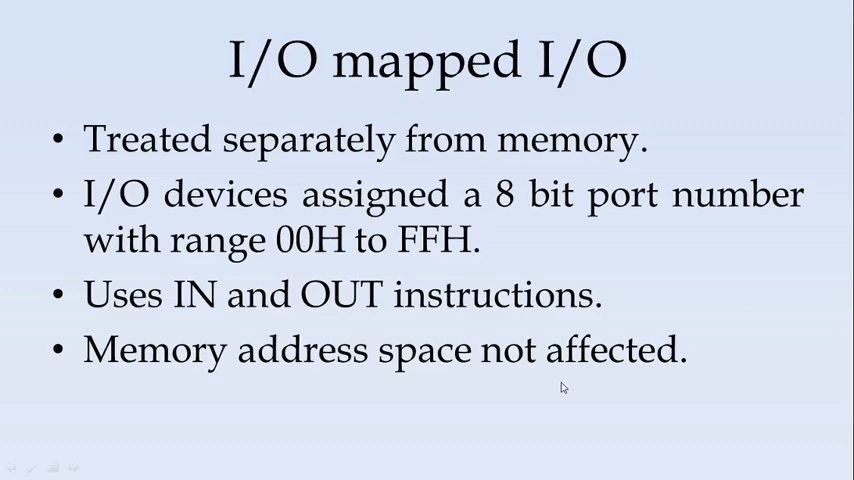 I/O mapped I/O
• Treated separately from memory.
• I/O devices assigned a 8 bit port number
with range 00H to FFH.
• Uses IN and OUT instructions.
• Memory address space not affected.